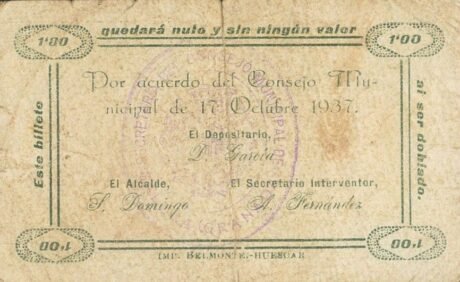 quedará nulo y sin ningún valor
1'00
1'00
Por acuerdo del Consejo Mu-
nicipal de 17 Octubre 1937.
El Depositario,
D. García
El Alcalde,
El Secretario Interventor,
S. Domingo
A. Fernández
Este billete
al ser doblado.
1'00
1'00
IMP. BELMONTE.-HUESCAR